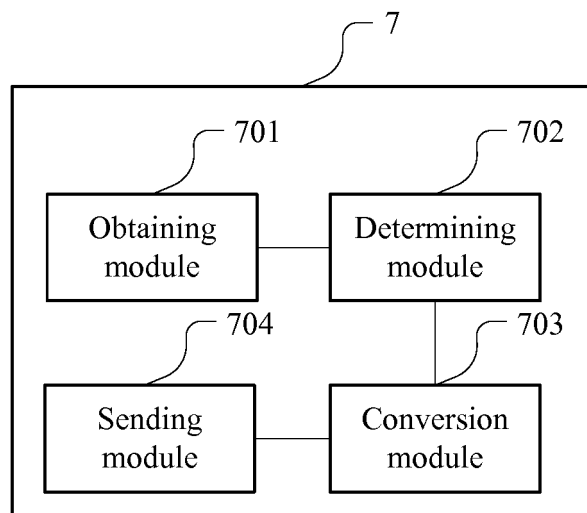 7
701
702
Obtaining
module
Determining
module
704
703
Sending
module
Conversion
module